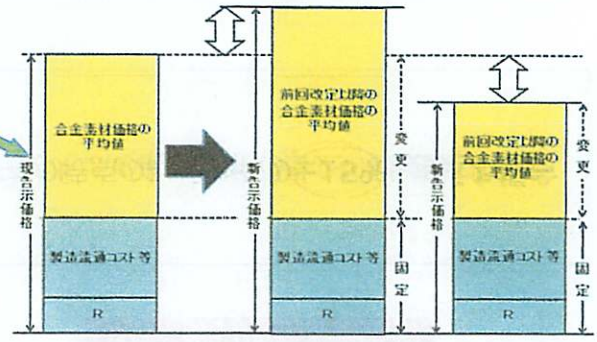 合金素材価格の
平均値
製造流通コスト等
R
現告示価格
前回改定以降の
合金素材価格の
平均値
製造流通コスト等
R
新告示価格
変更
固定
前回改定以降の
合金素材価格の
平均値
製造流通コスト等
R
新告示価格
変更
固定